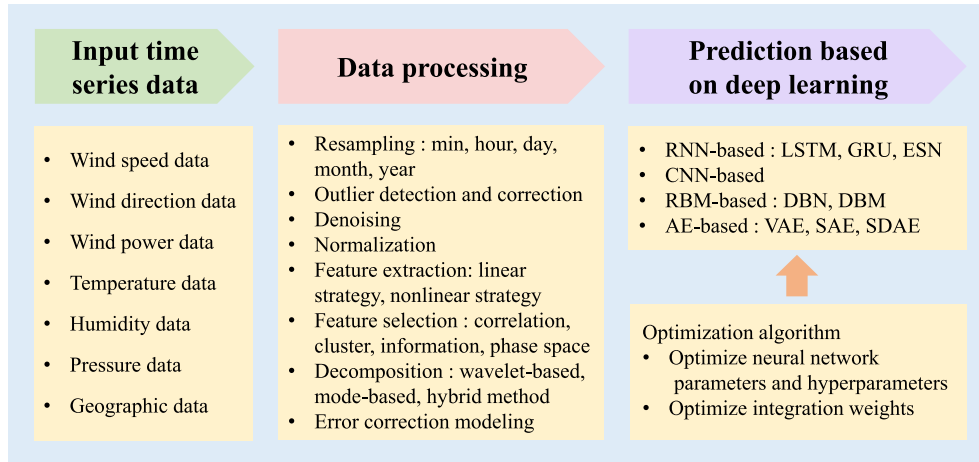 Input time
series data
Data processing
Prediction based
on deep learning
• Wind speed data
• Wind direction data
• Wind power data
• Temperature data
• Humidity data
• Pressure data
• Geographic data
• Resampling : min, hour, day,
month, year
• Outlier detection and correction
• Denoising
• Normalization
• Feature extraction: linear
strategy, nonlinear strategy
• Feature selection : correlation,
cluster, information, phase space
• Decomposition : wavelet-based,
mode-based, hybrid method
• Error correction modeling
• RNN-based : LSTM, GRU, ESN
• CNN-based
• RBM-based : DBN, DBM
• AE-based : VAE, SAE, SDAE
Optimization algorithm
• Optimize neural network
parameters and hyperparameters
• Optimize integration weights